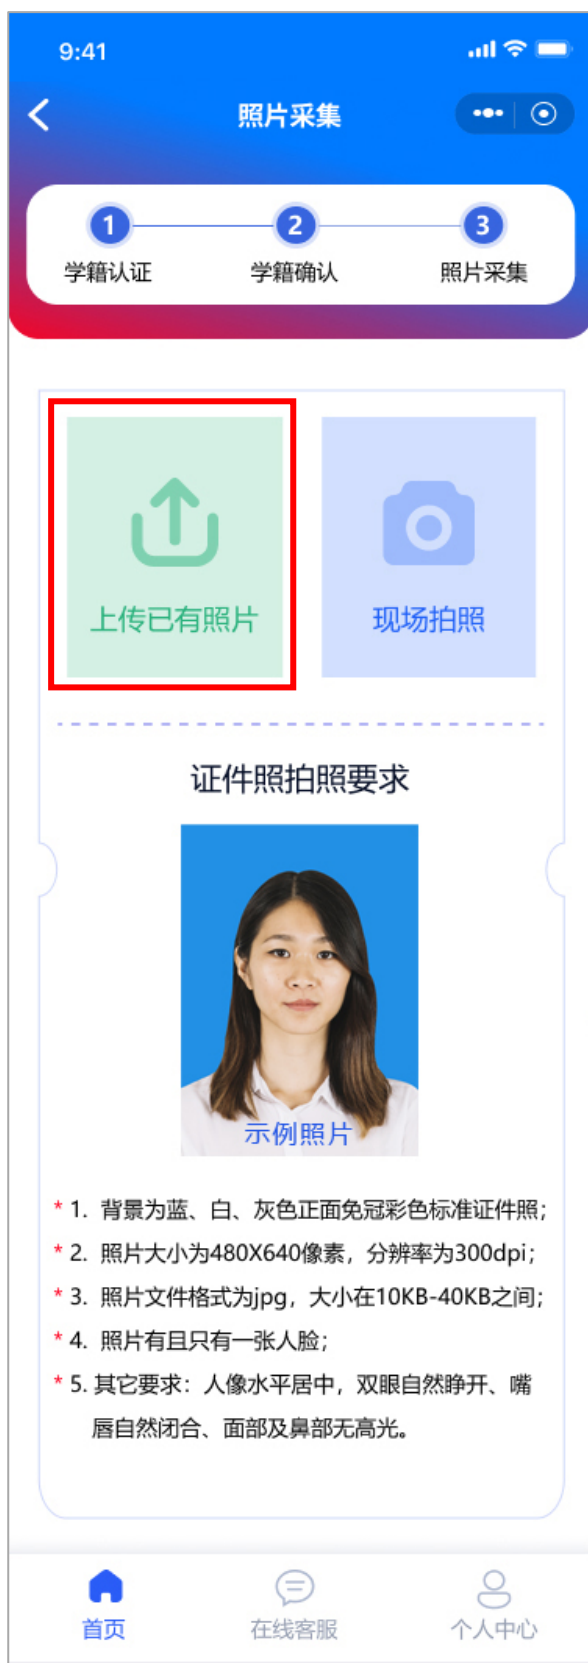 9:41
照片采集
1
2
3
学籍认证
学籍确认
照片采集
上传已有照片
现场拍照
证件照拍照要求
示例照片
* 1. 背景为蓝、白、灰色正面免冠彩色标准证件照;
* 2. 照片大小为480X640像素，分辨率为300dpi;
* 3. 照片文件格式为jpg，大小在10KB-40KB之间;
* 4. 照片有且只有一张人脸;
* 5. 其它要求：人像水平居中，双眼自然睁开、嘴
唇自然闭合、面部及鼻部无高光。
首页
在线客服
个人中心